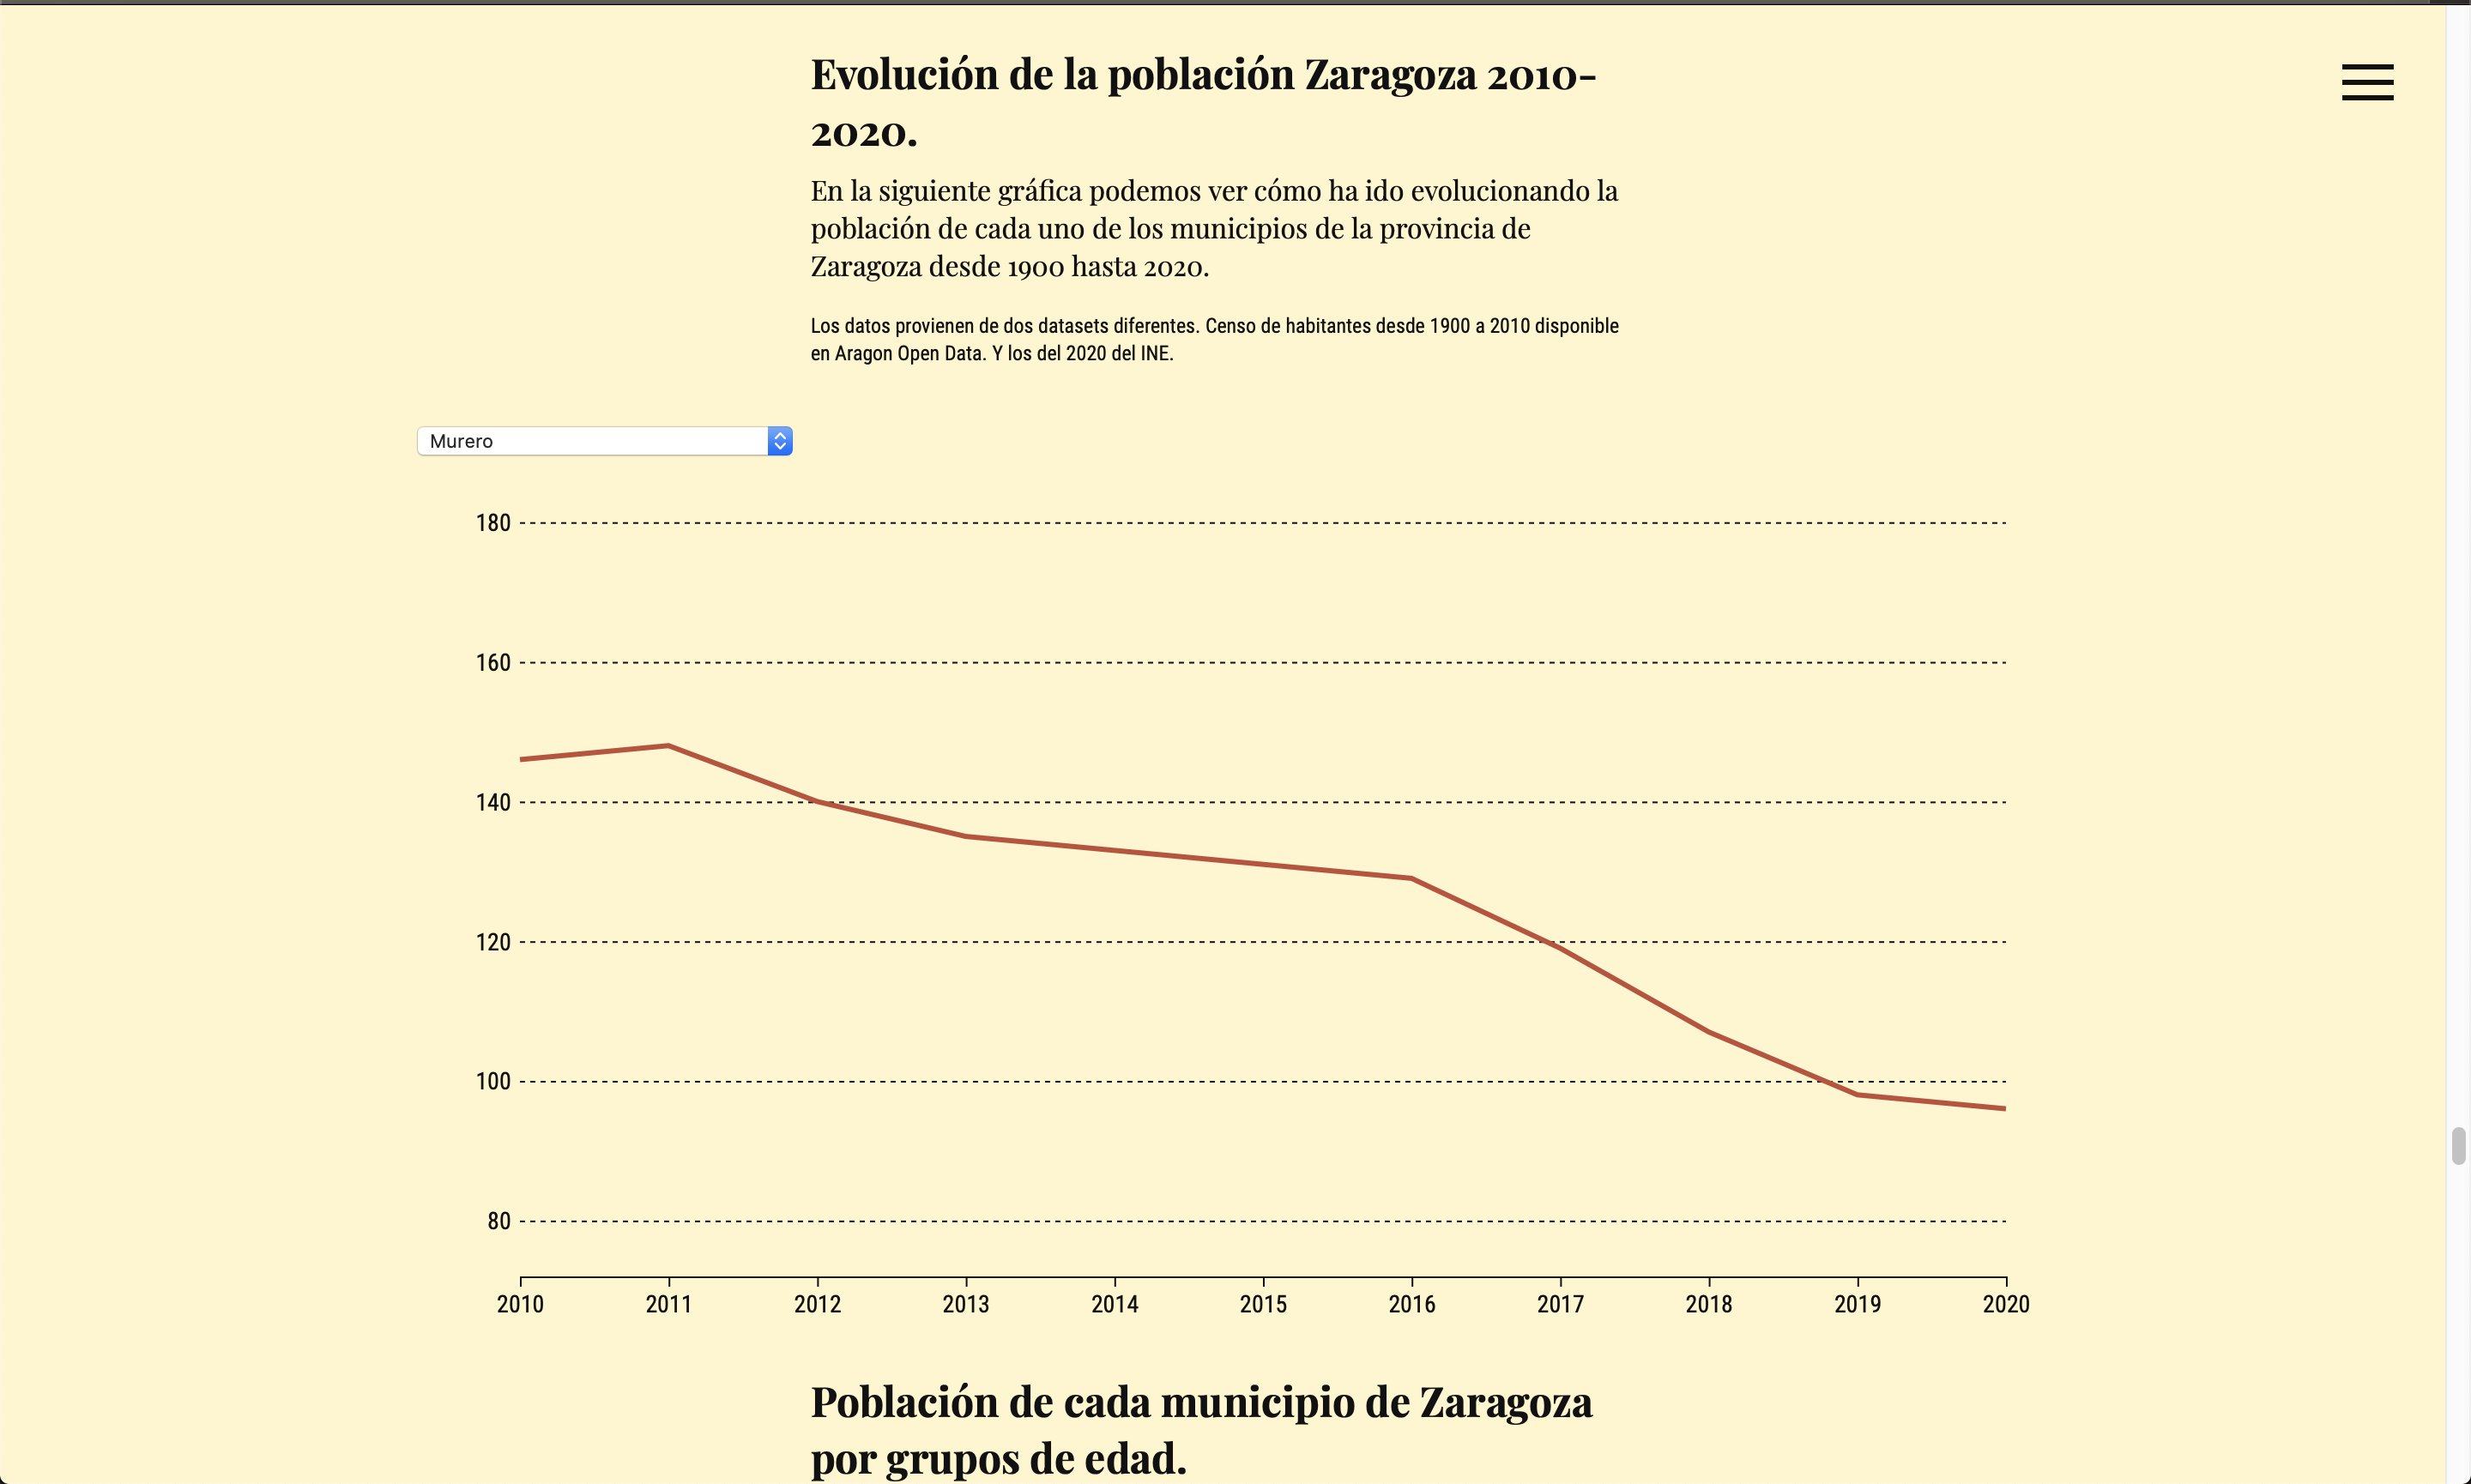 Evolución de la población Zaragoza 2010-
2020.
En la siguiente gráfica podemos ver cómo ha ido evolucionando la
población de cada uno de los municipios de la provincia de
Zaragoza desde 1900 hasta 2020.
Los datos provienen de dos datasets diferentes. Censo de habitantes desde 1900 a 2010 disponible
en Aragon Open Data. Y los del 2020 del INE.
Murero
180
160
140
120
100
80
2010 2011 2012 2013 2014 2015 2016 2017 2018 2019 2020
Población de cada municipio de Zaragoza
por grupos de edad.